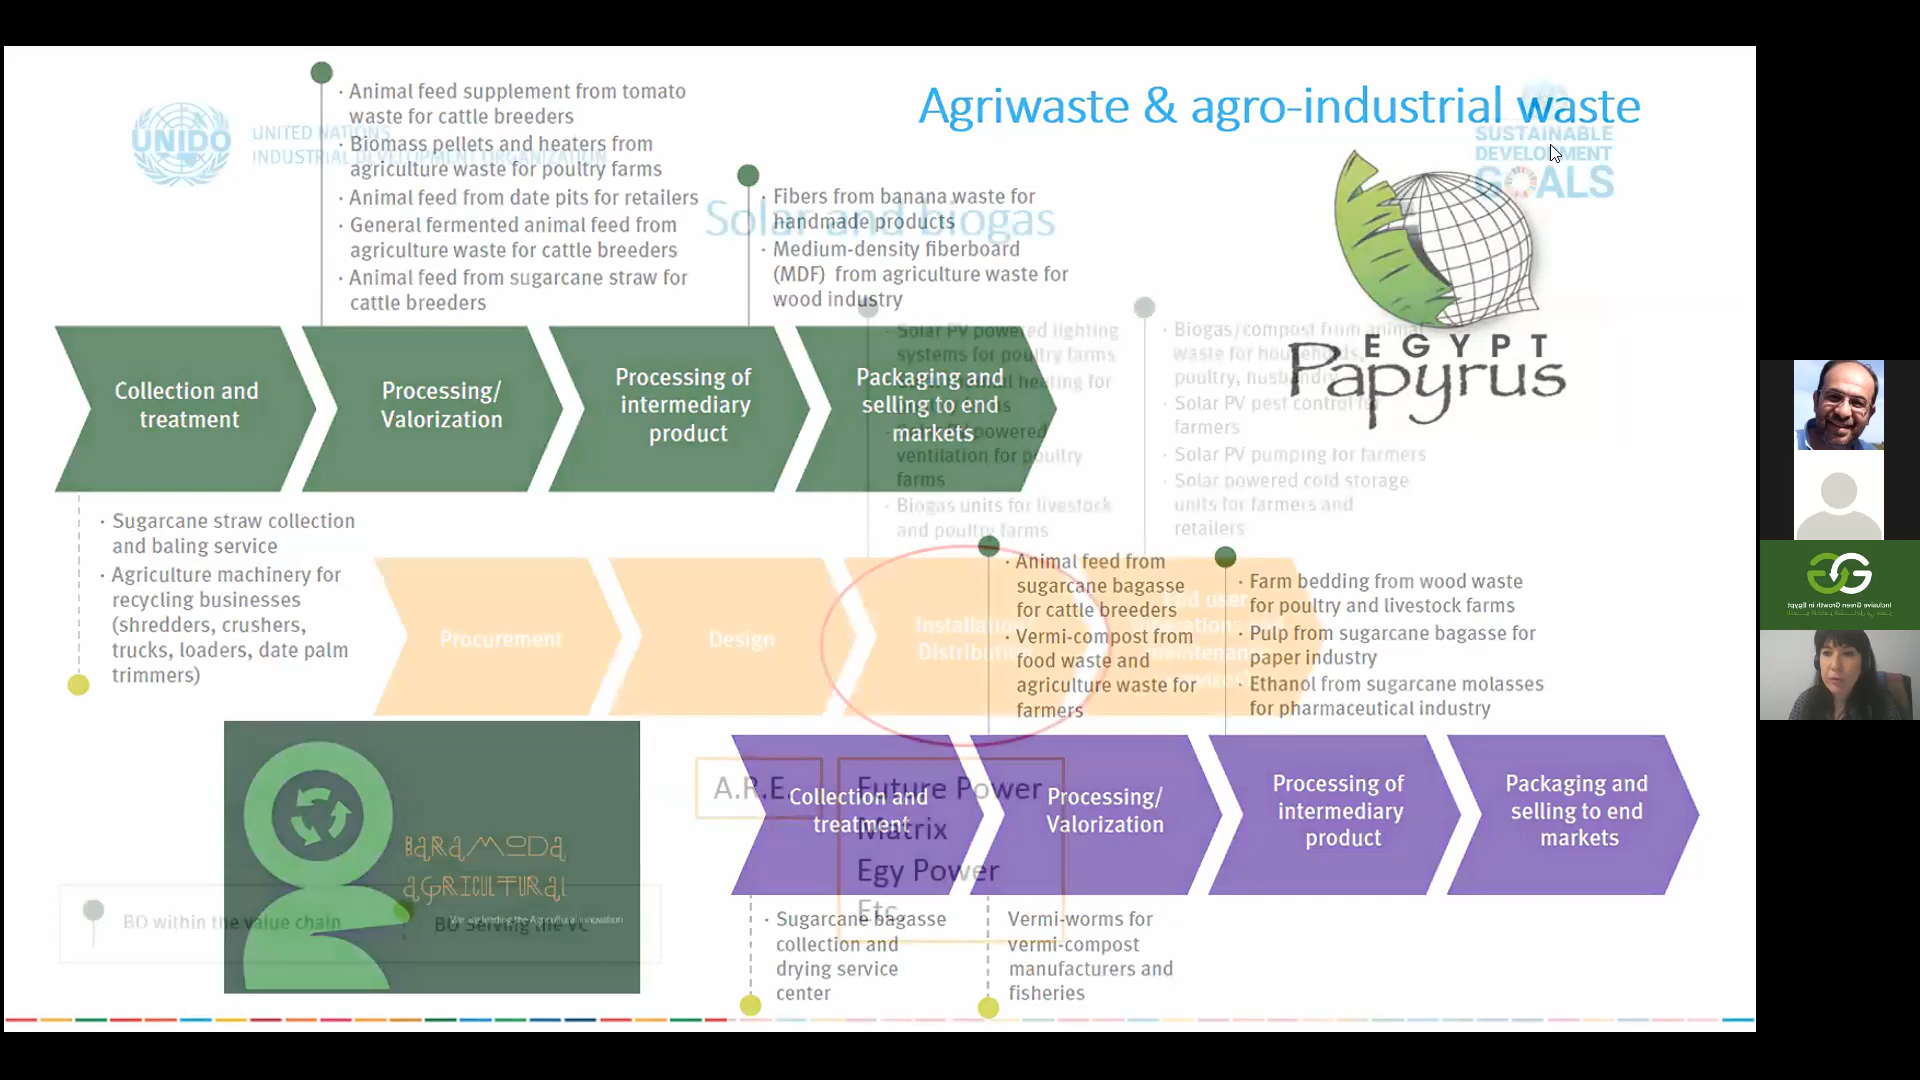 Agriwaste & agro-industrial waste
UNIDO
UNITED NATIONS
INDUSTRIAL DEVELOPMENT ORGANIZATION
SUSTAINABLE
DEVELOPMENT
GOALS
· Animal feed supplement from tomato
waste for cattle breeders
· Biomass pellets and heaters from
agriculture waste for poultry farms
· Animal feed from date pits for retailers
· General fermented animal feed from
agriculture waste for cattle breeders
· Animal feed from sugarcane straw for
cattle breeders
Solar and biogas
· Fibers from banana waste for
handmade products
· Medium-density fiberboard
(MDF) from agriculture waste for
wood industry
EGYPT
Papyrus
Collection and
treatment
Processing/
Valorization
Processing of
intermediary
product
Packaging and
selling to end
markets
· Solar PV powered lighting
systems for poultry farms
heating for
powered
ventilation for poultry
farms
· Biogas units for livestock
and poultry farms
· Biogas/compost from animal
waste for households,
poultry, husbandry
· Solar PV pest control for
farmers
· Solar PV pumping for farmers
· Solar powered cold storage
units for farmers and
retailers
· Sugarcane straw collection
and baling service
· Agriculture machinery for
recycling businesses
(shredders, crushers,
trucks, loaders, date palm
trimmers)
Procurement
Design
Installation/
Distribution
· Animal feed from
sugarcane bagasse
for cattle breeders
· Vermi-compost from
food waste and
agriculture waste for
farmers
· Farm bedding from wood waste
for poultry and livestock farms
· Pulp from sugarcane bagasse for
paper industry
· Ethanol from sugarcane molasses
for pharmaceutical industry
A.R.E.
Future Power
Matrix
Egy Power
Etc
Collection and
treatment
Processing/
Valorization
Processing of
intermediary
product
Packaging and
selling to end
markets
BARAMODA
AGRICULTURAL
We are leading the Agricultural innovation
BO within the value chain
BO Serving the VC
· Sugarcane bagasse
collection and
drying service
center
Vermi-worms for
vermi-compost
manufacturers and
fisheries
Inclusive Green Growth in Egypt